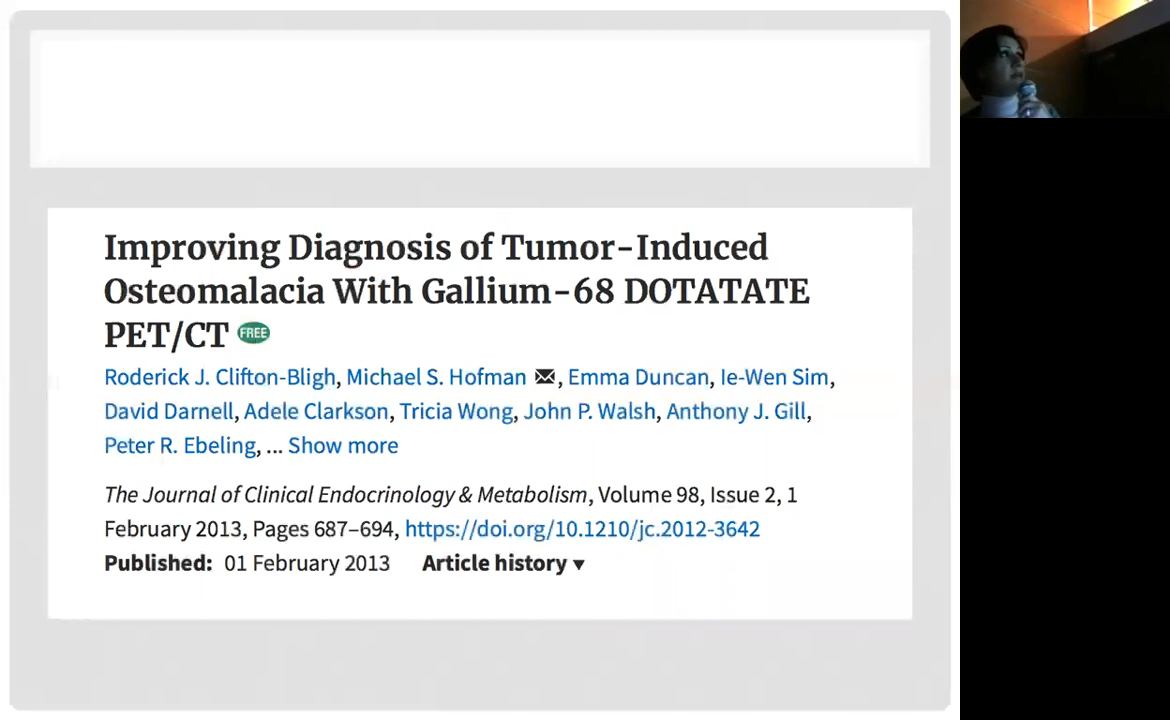 Improving Diagnosis of Tumor-Induced
Osteomalacia With Gallium-68 DOTATATE
PET/CT FREE
Roderick J. Clifton-Bligh, Michael S. Hofman ✉, Emma Duncan, Ie-Wen Sim,
David Darnell, Adele Clarkson, Tricia Wong, John P. Walsh, Anthony J. Gill,
Peter R. Ebeling, ... Show more
The Journal of Clinical Endocrinology & Metabolism, Volume 98, Issue 2, 1
February 2013, Pages 687–694, https://doi.org/10.1210/jc.2012-3642
Published: 01 February 2013 Article history ▾